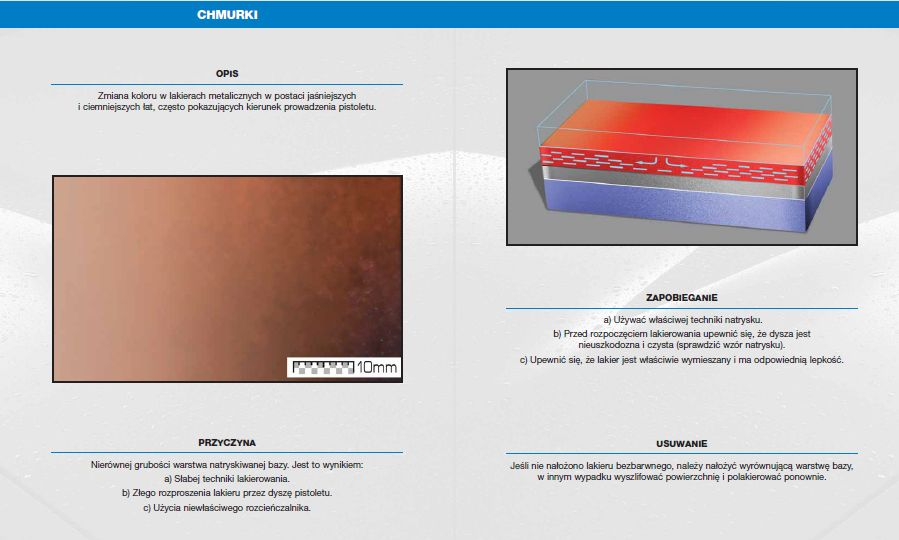 CHMURKI
OPIS
Zmiana koloru w lakierach metalicznych w postaci jaśniejszych
i ciemniejszych łat, często pokazujących kierunek prowadzenia pistoletu.
10mm
PRZYCZYNA
Nierównej grubości warstwa natryskiwanej bazy. Jest to wynikiem:
a) Słabej techniki lakierowania.
b) Złego rozproszenia lakieru przez dyszę pistoletu.
c) Użycia niewłaściwego rozcieńczalnika.
ZAPOBIEGANIE
a) Używać właściwej techniki natrysku.
b) Przed rozpoczęciem lakierowania upewnić się, że dysza jest
nieuszkodozna i czysta (sprawdzić wzór natrysku).
c) Upewnić się, że lakier jest właściwie wymieszany i ma odpowiednią lepkość.
USUWANIE
Jeśli nie nałożono lakieru bezbarwnego, należy nałożyć wyrównującą warstwę bazy,
w innym wypadku wyszlifować powierzchnię i polakierować ponownie.